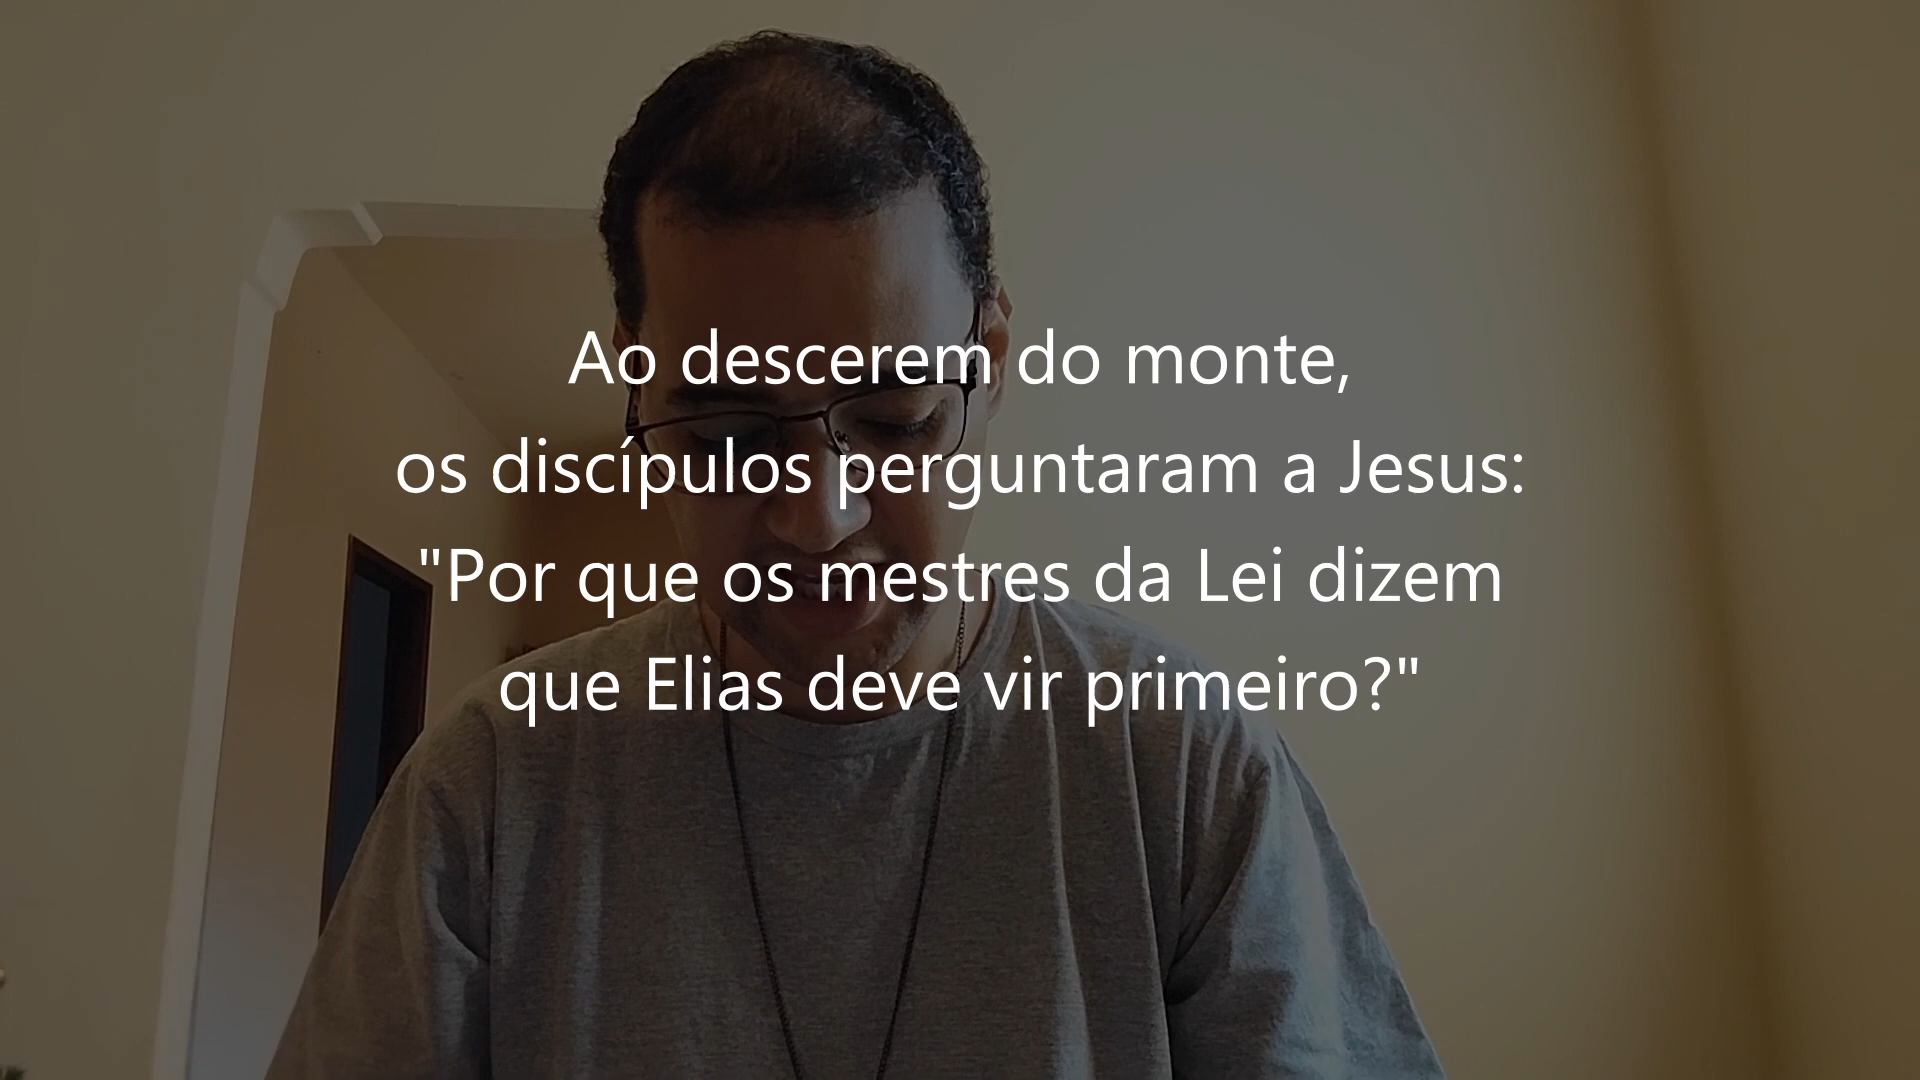 Ao descerem do monte,
os discípulos perguntaram a Jesus:
"Por que os mestres da Lei dizem
que Elias deve vir primeiro?"